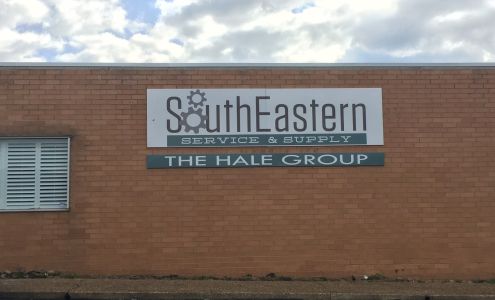 SouthEastern
SERVICE & SUPPLY
THE HALE GROUP